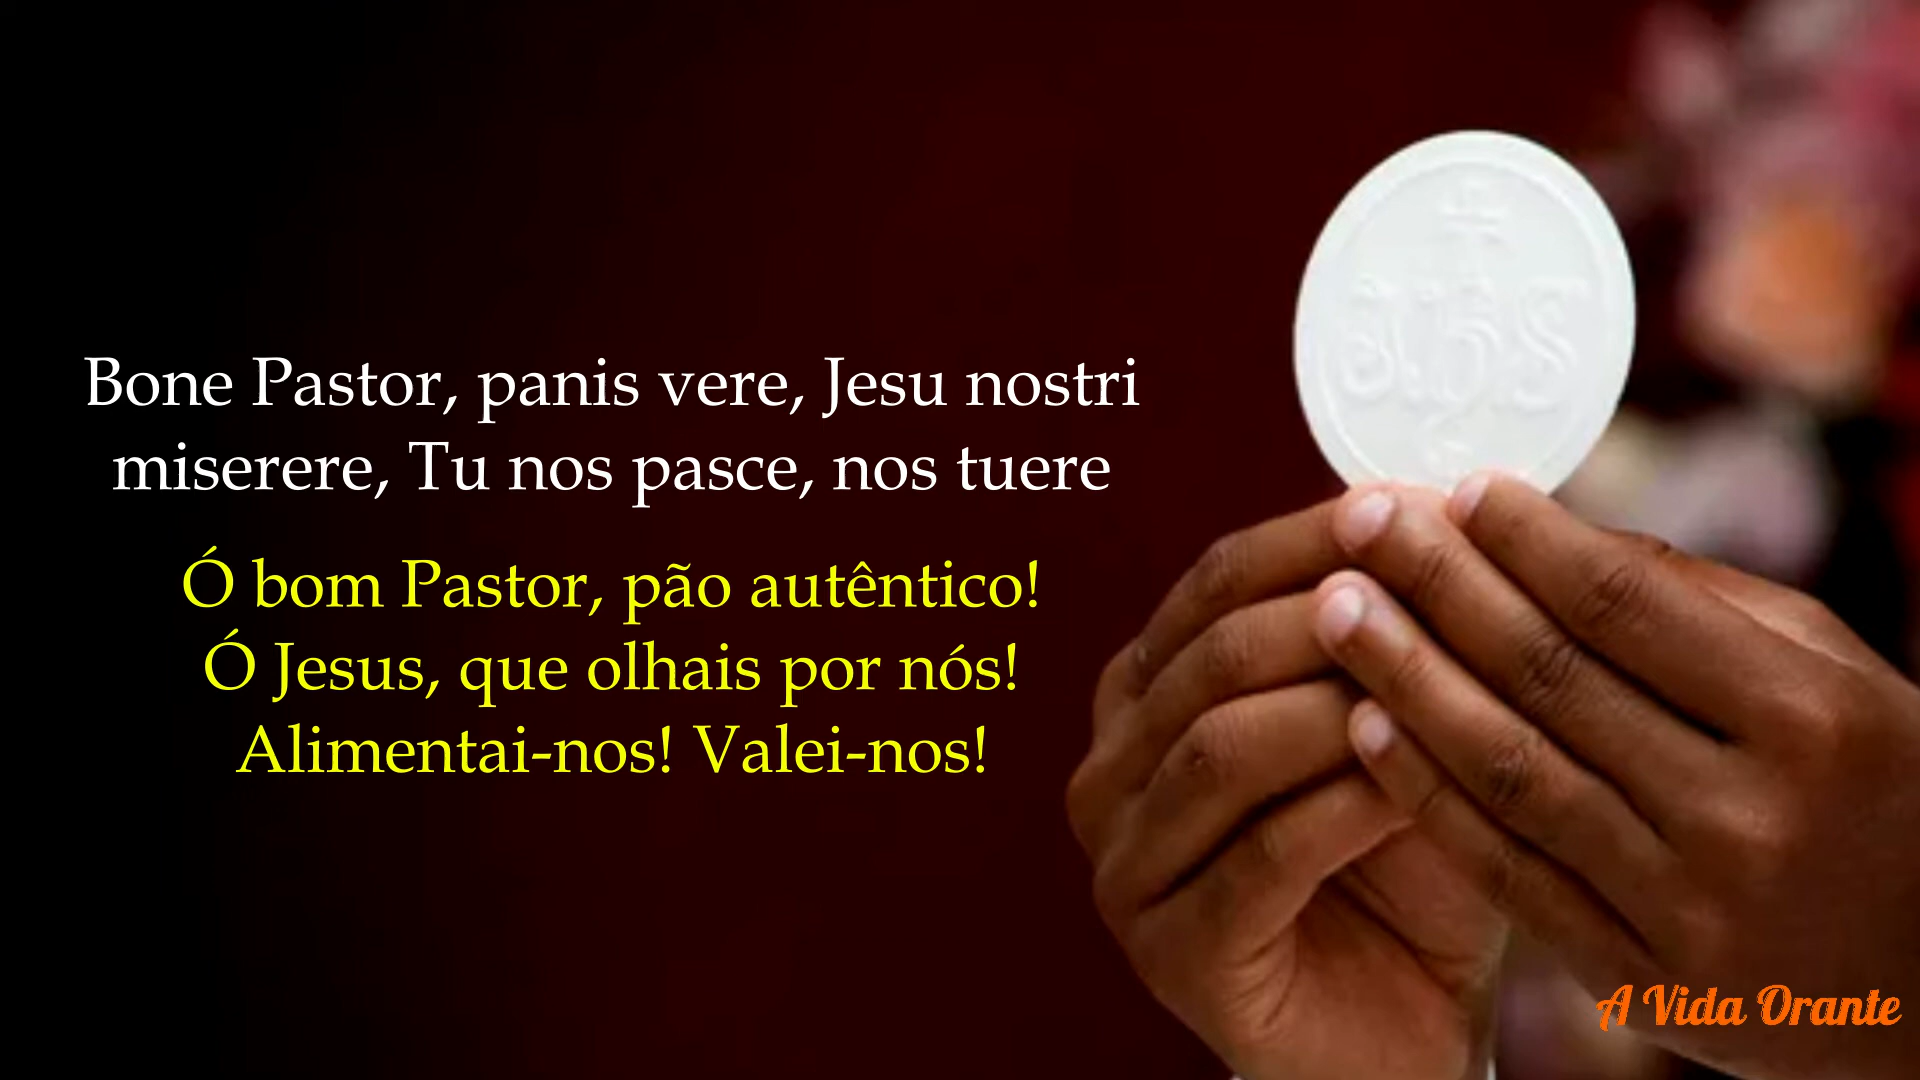 Bone Pastor, panis vere, Jesu nostri
miserere, Tu nos pasce, nos tuere
Ó bom Pastor, pão autêntico!
Ó Jesus, que olhais por nós!
Alimentai-nos! Valei-nos!
JHS
A Vida Orante